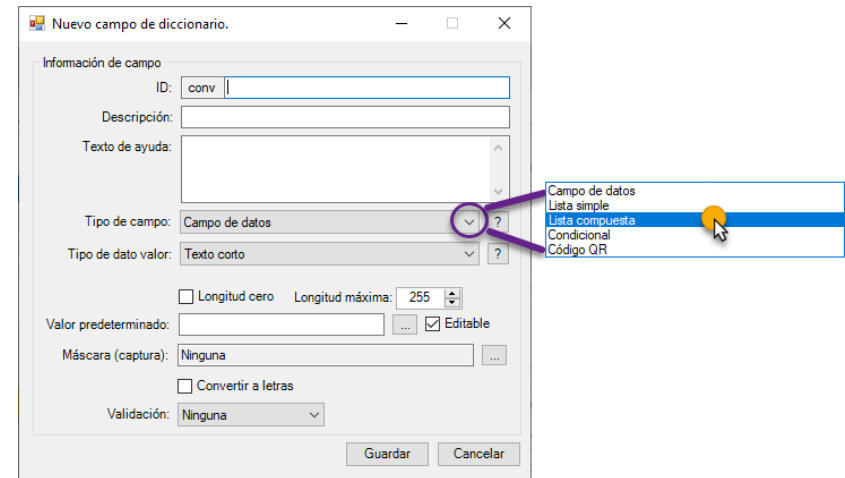 Nuevo campo de diccionario.
Información de campo
ID: conv
Descripción:
Texto de ayuda:
Tipo de campo: Campo de datos ?
Tipo de dato valor: Texto corto ?
Longitud cero Longitud máxima: 255
Valor predeterminado: ... Editable
Máscara (captura): Ninguna ...
Convertir a letras
Validación: Ninguna
Guardar Cancelar
Campo de datos
Lista simple
Lista compuesta
Condicional
Código QR